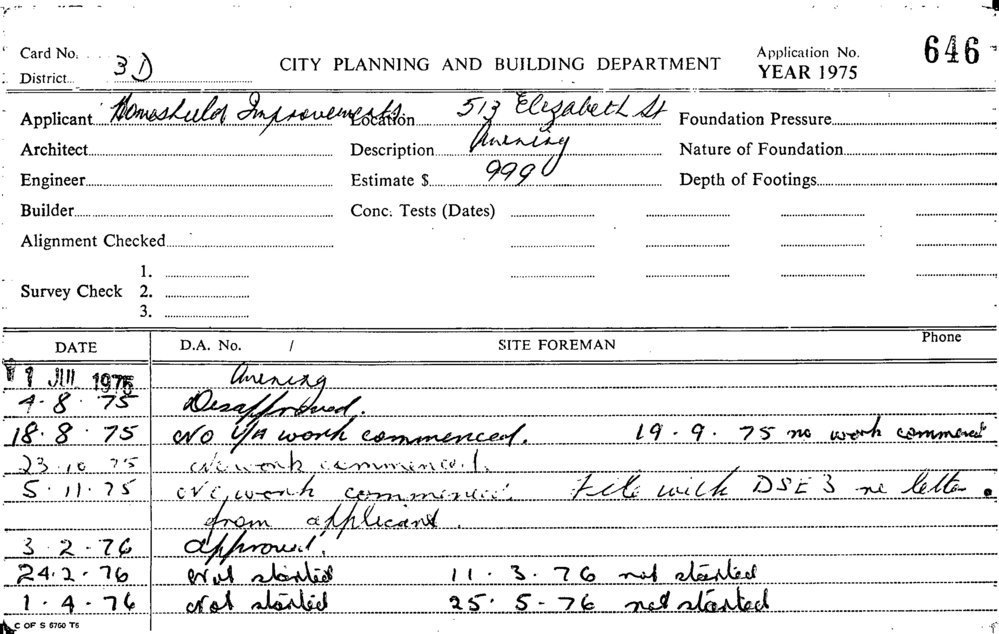 Card No. 3D
District
CITY PLANNING AND BUILDING DEPARTMENT
Application No. 646
YEAR 1975
Applicant Homeshield Improvements Location 513 Elizabeth St Foundation Pressure
Architect Description Awning Nature of Foundation
Engineer Estimate $ 990 Depth of Footings
Builder Conc. Tests (Dates)
Alignment Checked
1.
Survey Check 2.
3.
DATE D.A. No. / SITE FOREMAN Phone
1 JUL 1975 Awning
4.8.75 Disapproved.
18.8.75 No work commenced. 19.9.75 no work commenced
23.10.75 No work commenced.
5.11.75 No work commenced. File with DSE 3 re letter
from applicant.
3.2.76 approved.
24.2.76 Not started 11.3.76 not started
1.4.76 Not started 25.5.76 not started
C OF S 6750 T6